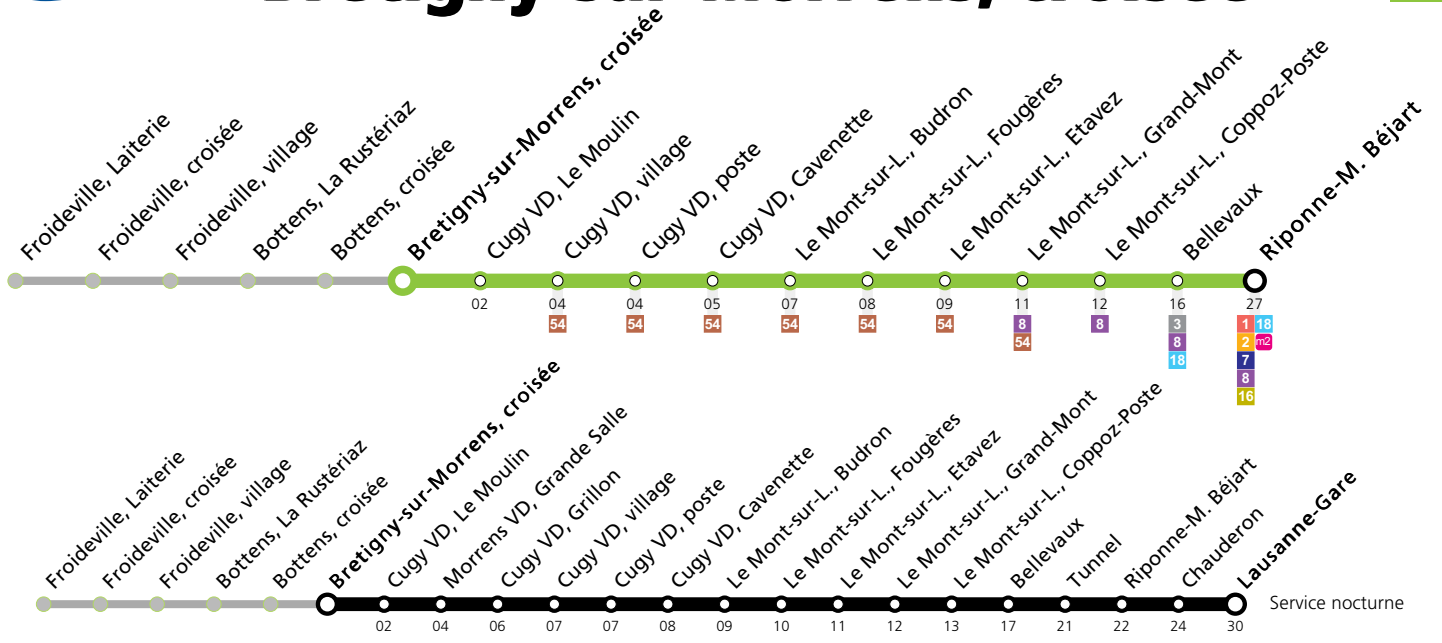 Bretigny-sur-Morrens, croisée
Froideville, Laiterie
Froideville, croisée
Froideville, village
Bottens, La Rustériaz
Bottens, croisée
Bretigny-sur-Morrens, croisée
Cugy VD, Le Moulin
Cugy VD, village
Cugy VD, poste
Cugy VD, Cavenette
Le Mont-sur-L., Budron
Le Mont-sur-L., Fougères
Le Mont-sur-L., Etavez
Le Mont-sur-L., Grand-Mont
Le Mont-sur-L., Coppoz-Poste
Bellevaux
Riponne-M. Béjart
02 04 04 05 07 08 09 11 12 16 27
54 54 54 54 54 54 8 8 3 1 18
54 8 2 m2
18 7
8
16
Froideville, Laiterie
Froideville, croisée
Froideville, village
Bottens, La Rustériaz
Bottens, croisée
Bretigny-sur-Morrens, croisée
Cugy VD, Le Moulin
Morrens VD, Grande Salle
Cugy VD, Grillon
Cugy VD, village
Cugy VD, poste
Cugy VD, Cavenette
Le Mont-sur-L., Budron
Le Mont-sur-L., Fougères
Le Mont-sur-L., Etavez
Le Mont-sur-L., Grand-Mont
Le Mont-sur-L., Coppoz-Poste
Bellevaux
Tunnel
Riponne-M. Béjart
Chauderon
Lausanne-Gare
Service nocturne
02 04 06 07 07 08 09 10 11 12 13 17 21 22 24 30